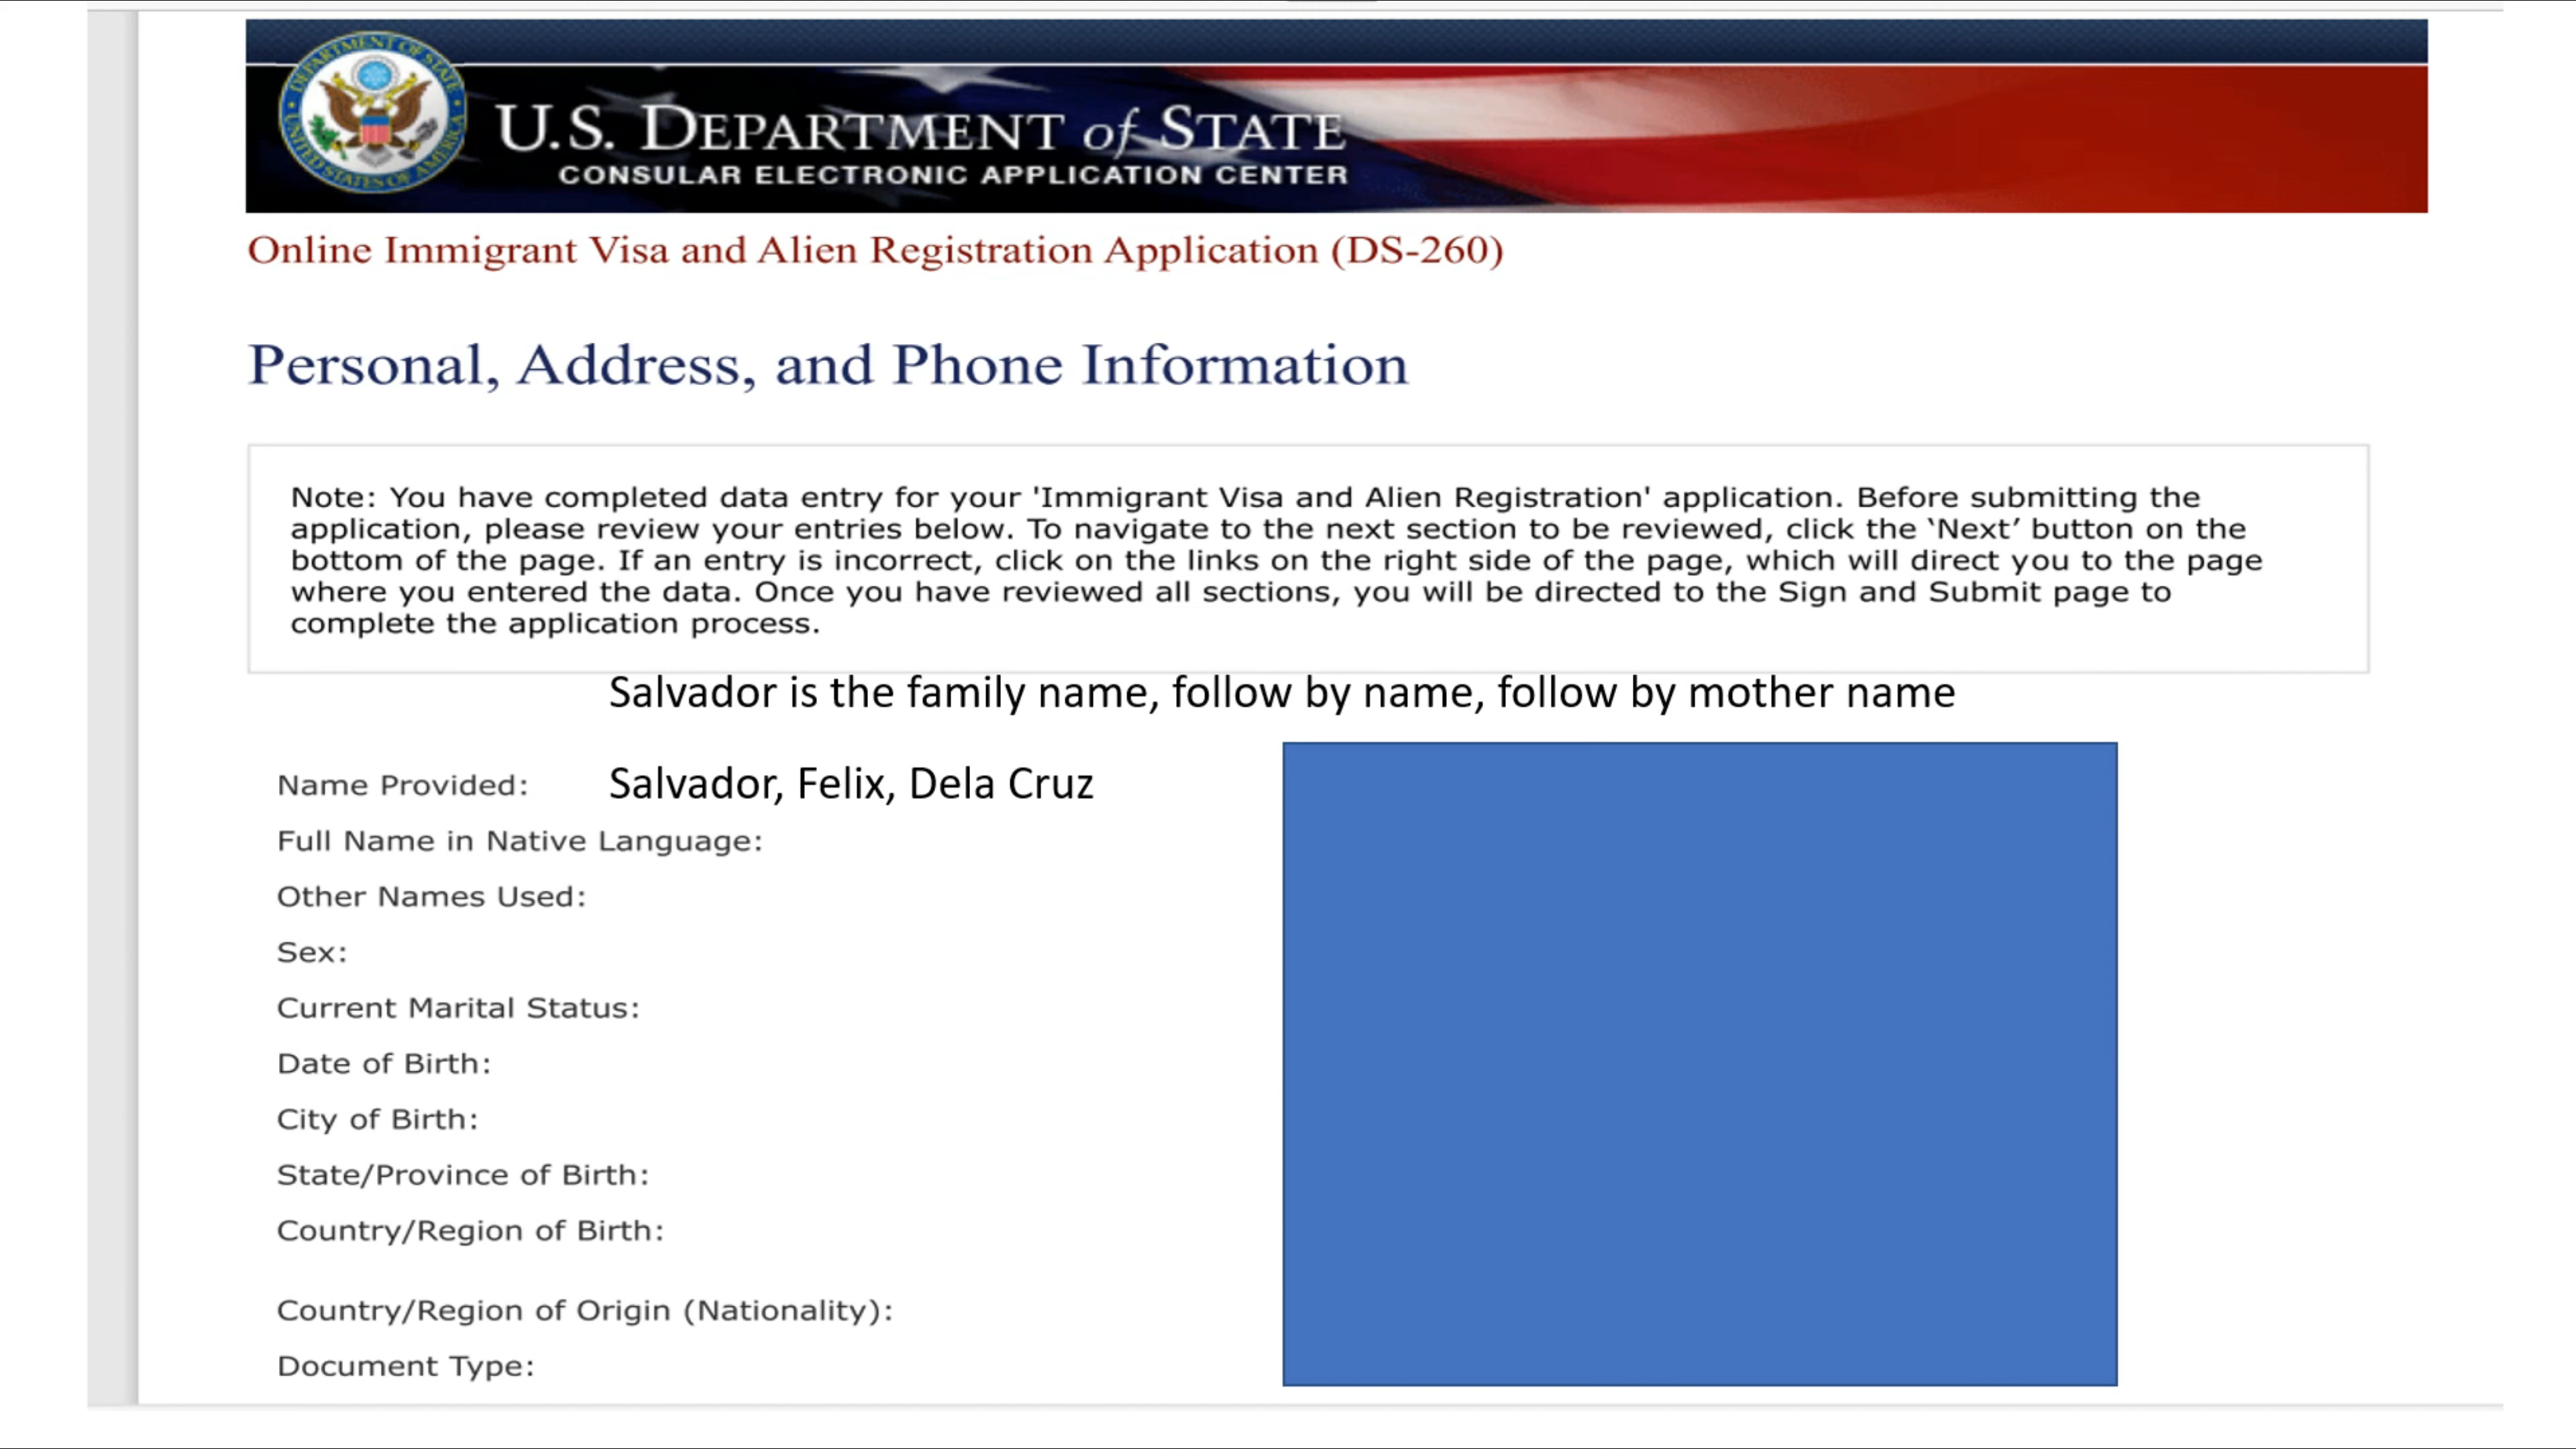 U.S. DEPARTMENT of STATE
CONSULAR ELECTRONIC APPLICATION CENTER
Online Immigrant Visa and Alien Registration Application (DS-260)
Personal, Address, and Phone Information
Note: You have completed data entry for your 'Immigrant Visa and Alien Registration' application. Before submitting the
application, please review your entries below. To navigate to the next section to be reviewed, click the ‘Next’ button on the
bottom of the page. If an entry is incorrect, click on the links on the right side of the page, which will direct you to the page
where you entered the data. Once you have reviewed all sections, you will be directed to the Sign and Submit page to
complete the application process.
Salvador is the family name, follow by name, follow by mother name
Name Provided: Salvador, Felix, Dela Cruz
Full Name in Native Language:
Other Names Used:
Sex:
Current Marital Status:
Date of Birth:
City of Birth:
State/Province of Birth:
Country/Region of Birth:
Country/Region of Origin (Nationality):
Document Type:
DEPARTMENT OF STATE
UNITED STATES OF AMERICA